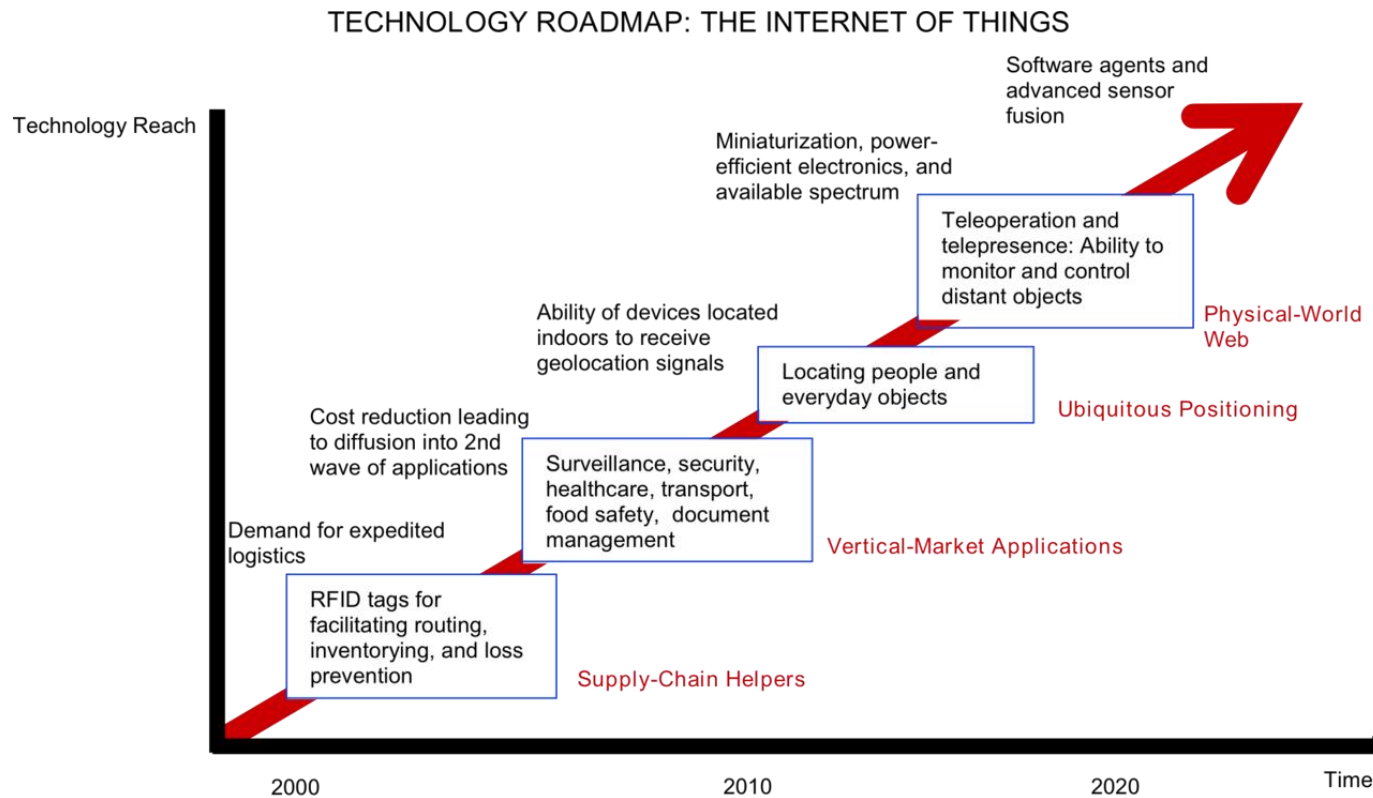 TECHNOLOGY ROADMAP: THE INTERNET OF THINGS
Software agents and
advanced sensor
fusion
Technology Reach
Miniaturization, power-
efficient electronics, and
available spectrum
Teleoperation and
telepresence: Ability to
monitor and control
distant objects
Physical-World
Web
Ability of devices located
indoors to receive
geolocation signals
Locating people and
everyday objects
Ubiquitous Positioning
Cost reduction leading
to diffusion into 2nd
wave of applications
Surveillance, security,
healthcare, transport,
food safety, document
management
Vertical-Market Applications
Demand for expedited
logistics
RFID tags for
facilitating routing,
inventorying, and loss
prevention
Supply-Chain Helpers
2000
2010
2020
Time